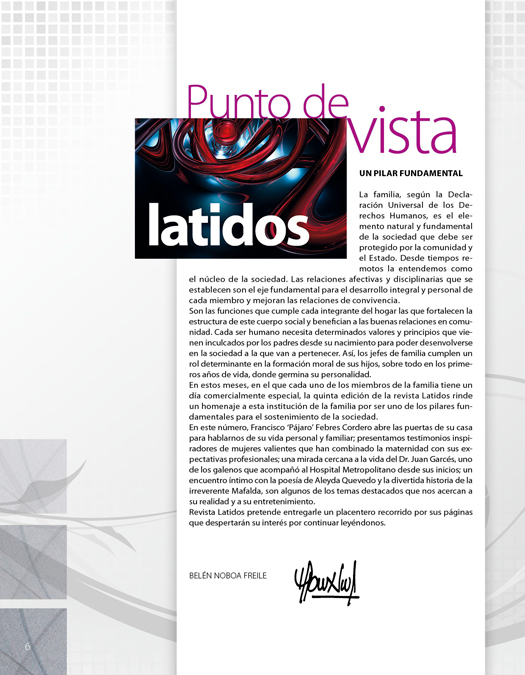 Punto de
vista
latidos
UN PILAR FUNDAMENTAL
La familia, según la Decla-
ración Universal de los De-
rechos Humanos, es el ele-
mento natural y fundamental
de la sociedad que debe ser
protegido por la comunidad y
el Estado. Desde tiempos re-
motos la entendemos como
el núcleo de la sociedad. Las relaciones afectivas y disciplinarias que se
establecen son el eje fundamental para el desarrollo integral y personal de
cada miembro y mejoran las relaciones de convivencia.
Son las funciones que cumple cada integrante del hogar las que fortalecen la
estructura de este cuerpo social y benefician a las buenas relaciones en comu-
nidad. Cada ser humano necesita determinados valores y principios que vie-
nen inculcados por los padres desde su nacimiento para poder desenvolverse
en la sociedad a la que van a pertenecer. Así, los jefes de familia cumplen un
rol determinante en la formación moral de sus hijos, sobre todo en los prime-
ros años de vida, donde germina su personalidad.
En estos meses, en el que cada uno de los miembros de la familia tiene un
día comercialmente especial, la quinta edición de la revista Latidos rinde
un homenaje a esta institución de la familia por ser uno de los pilares fun-
damentales para el sostenimiento de la sociedad.
En este número, Francisco ‘Pájaro’ Febres Cordero abre las puertas de su casa
para hablarnos de su vida personal y familiar; presentamos testimonios inspi-
radores de mujeres valientes que han combinado la maternidad con sus ex-
pectativas profesionales; una mirada cercana a la vida del Dr. Juan Garcés, uno
de los galenos que acompañó al Hospital Metropolitano desde sus inicios; un
encuentro íntimo con la poesía de Aleyda Quevedo y la divertida historia de la
irreverente Mafalda, son algunos de los temas destacados que nos acercan a
su realidad y a su entretenimiento.
Revista Latidos pretende entregarle un placentero recorrido por sus páginas
que despertarán su interés por continuar leyéndonos.
BELÉN NOBOA FREILE
6